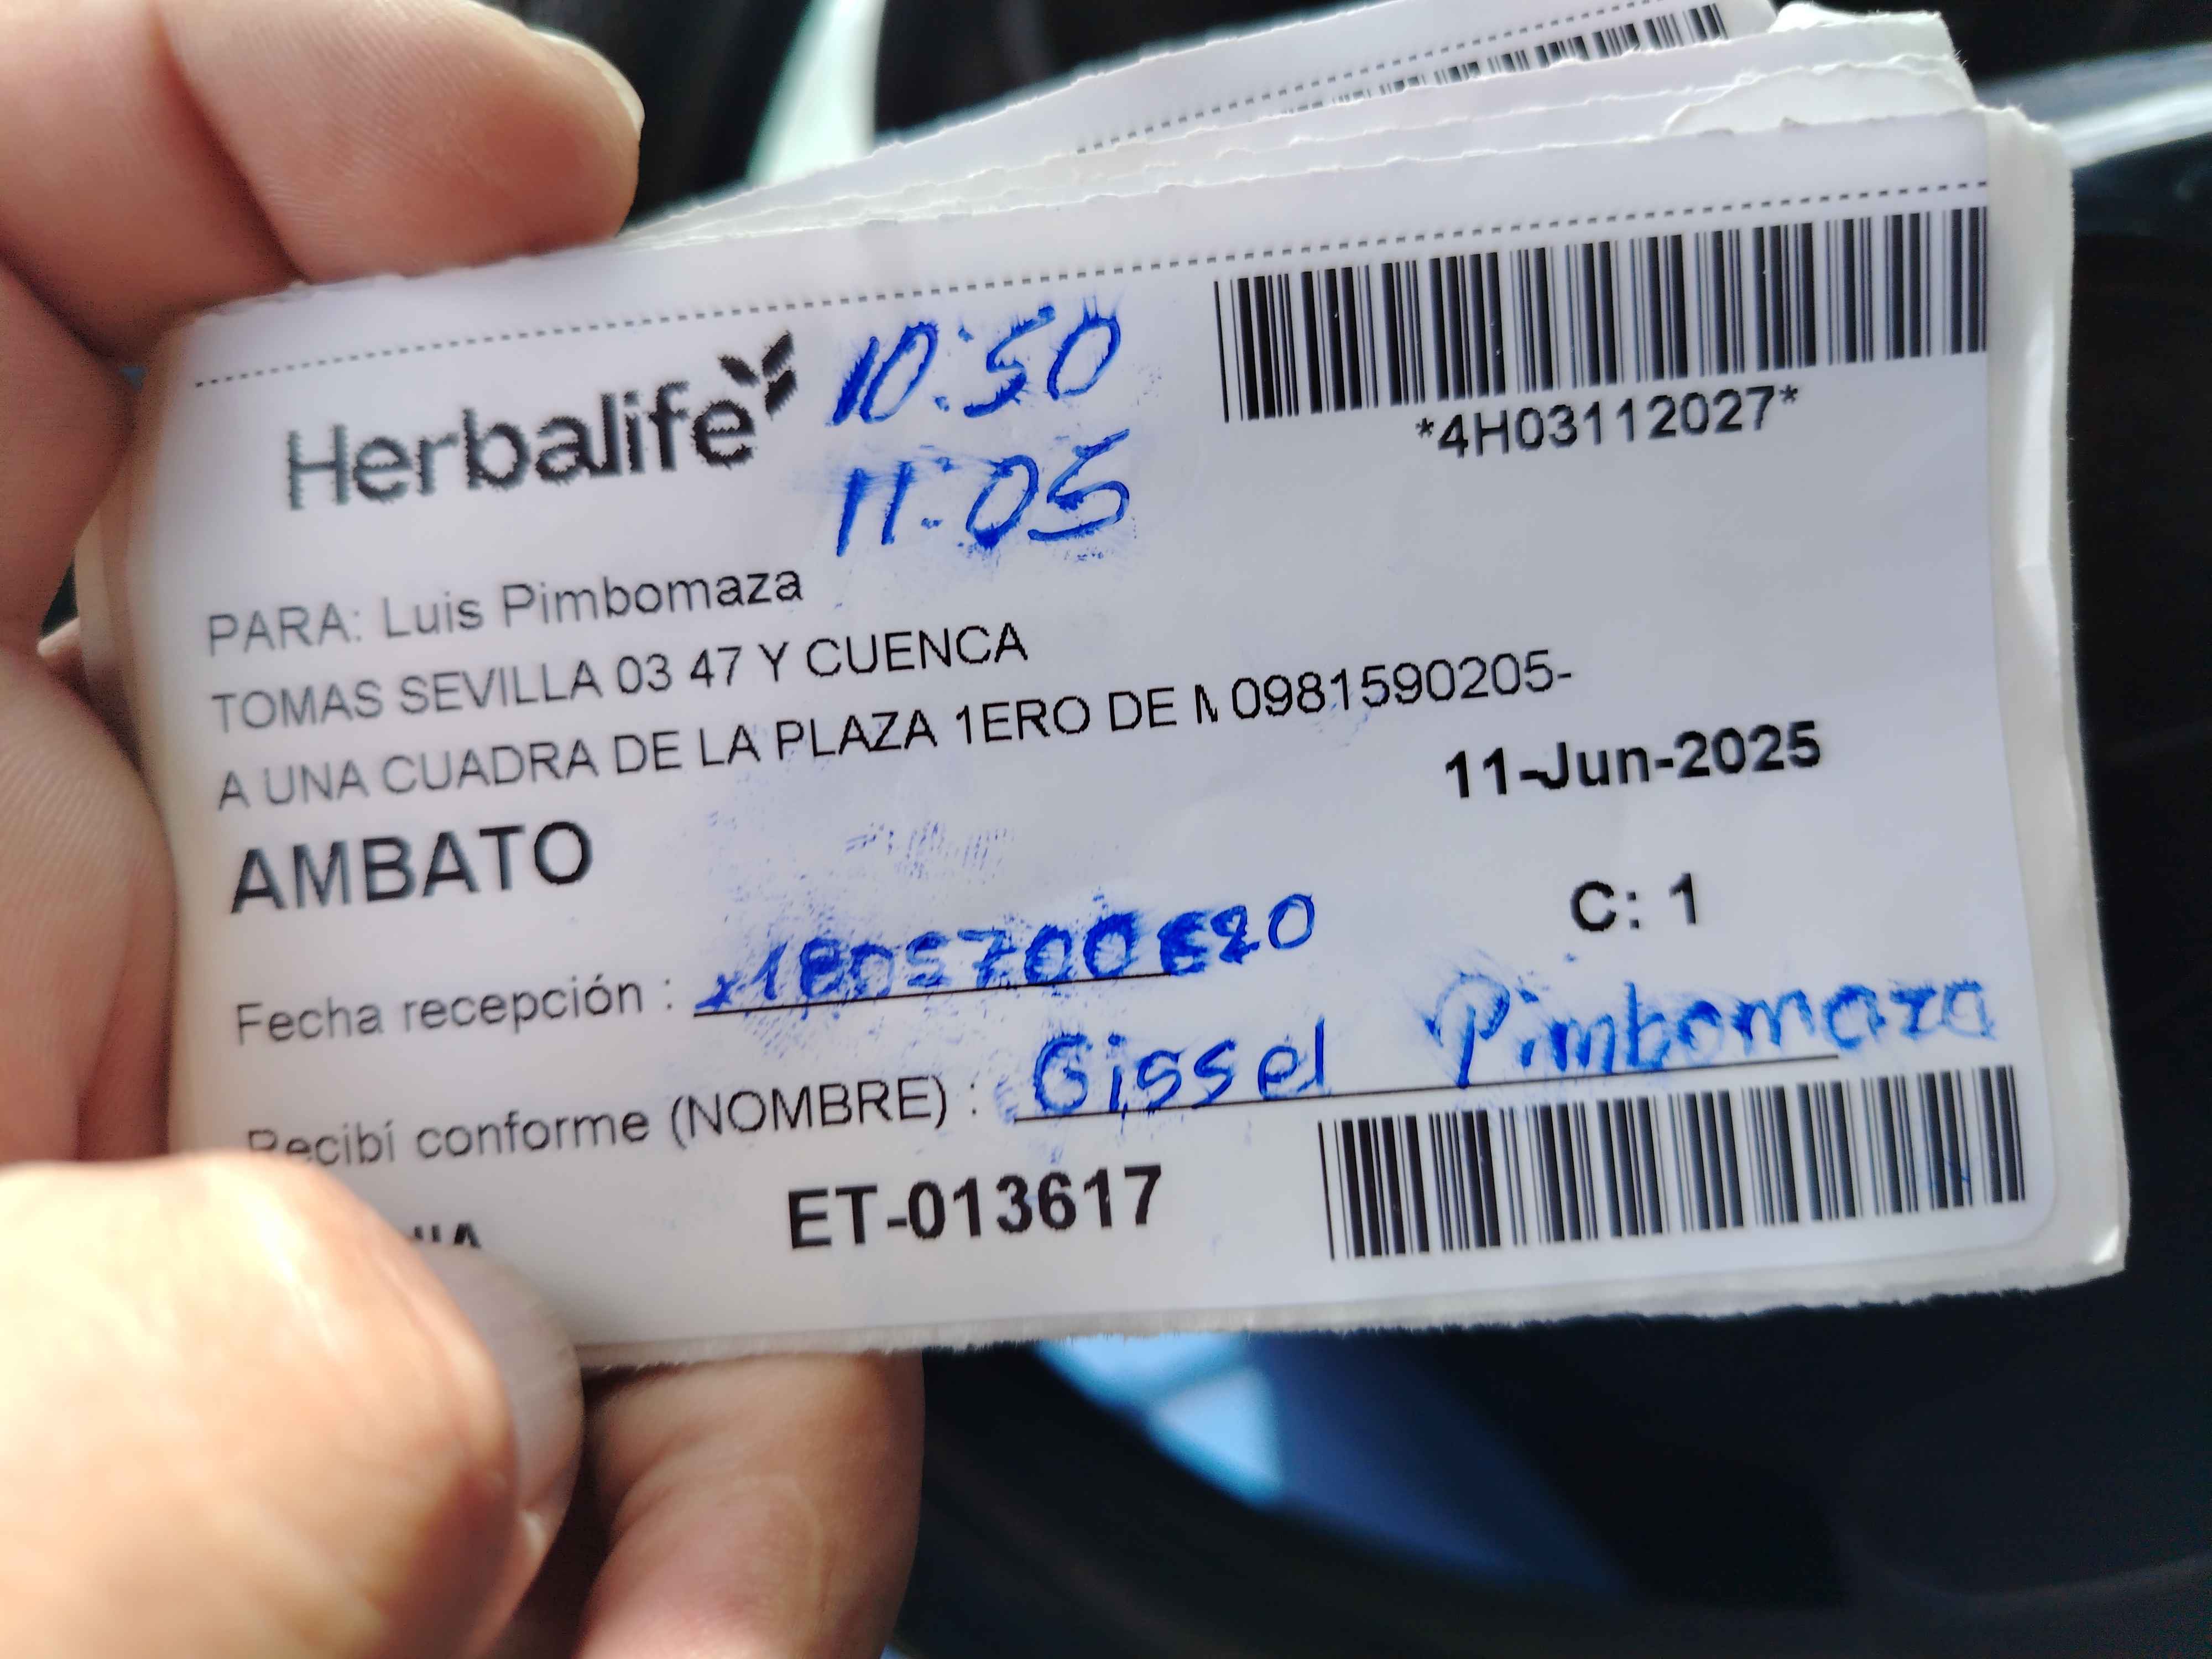 Herbalife
10:50
11:05
*4H03112027*
PARA: Luis Pimbomaza
TOMAS SEVILLA 03 47 Y CUENCA
A UNA CUADRA DE LA PLAZA 1ERO DE M 0981590205-
11-Jun-2025
AMBATO
C: 1
Fecha recepción :
Recibí conforme (NOMBRE) : Gissel Pimbomaza
ET-013617